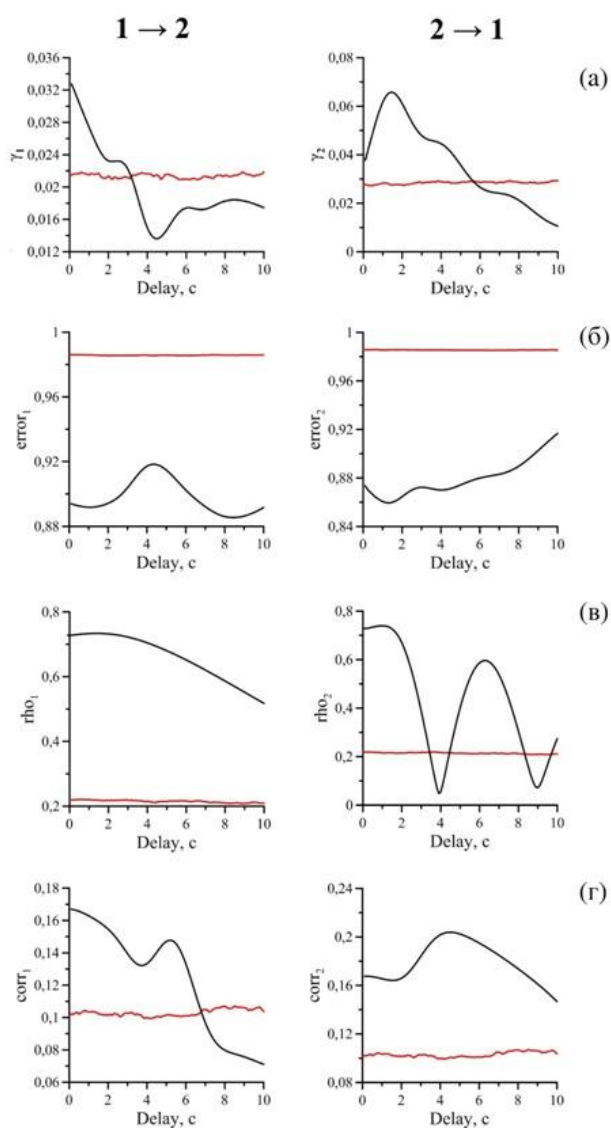 1 → 2 2 → 1
(а)
0,036 0,08
0,032
0,028 0,06
γ₁ 0,024 γ₂ 0,04
0,02
0,016 0,02
0,012 0
0 2 4 6 8 10 0 2 4 6 8 10
Delay, c Delay, c
(б)
1 1
0,96 0,96
error₁ error₂ 0,92
0,92 0,88
0,88 0,84
0 2 4 6 8 10 0 2 4 6 8 10
Delay, c Delay, c
(в)
0,8 0,8
0,6 0,6
rho₁ rho₂ 0,4
0,4 0,2
0,2 0
0 2 4 6 8 10 0 2 4 6 8 10
Delay, c Delay, c
(г)
0,18 0,24
0,16
0,14 0,2
corr₁ 0,12 corr₂ 0,16
0,1
0,08 0,12
0,06 0,08
0 2 4 6 8 10 0 2 4 6 8 10
Delay, c Delay, c